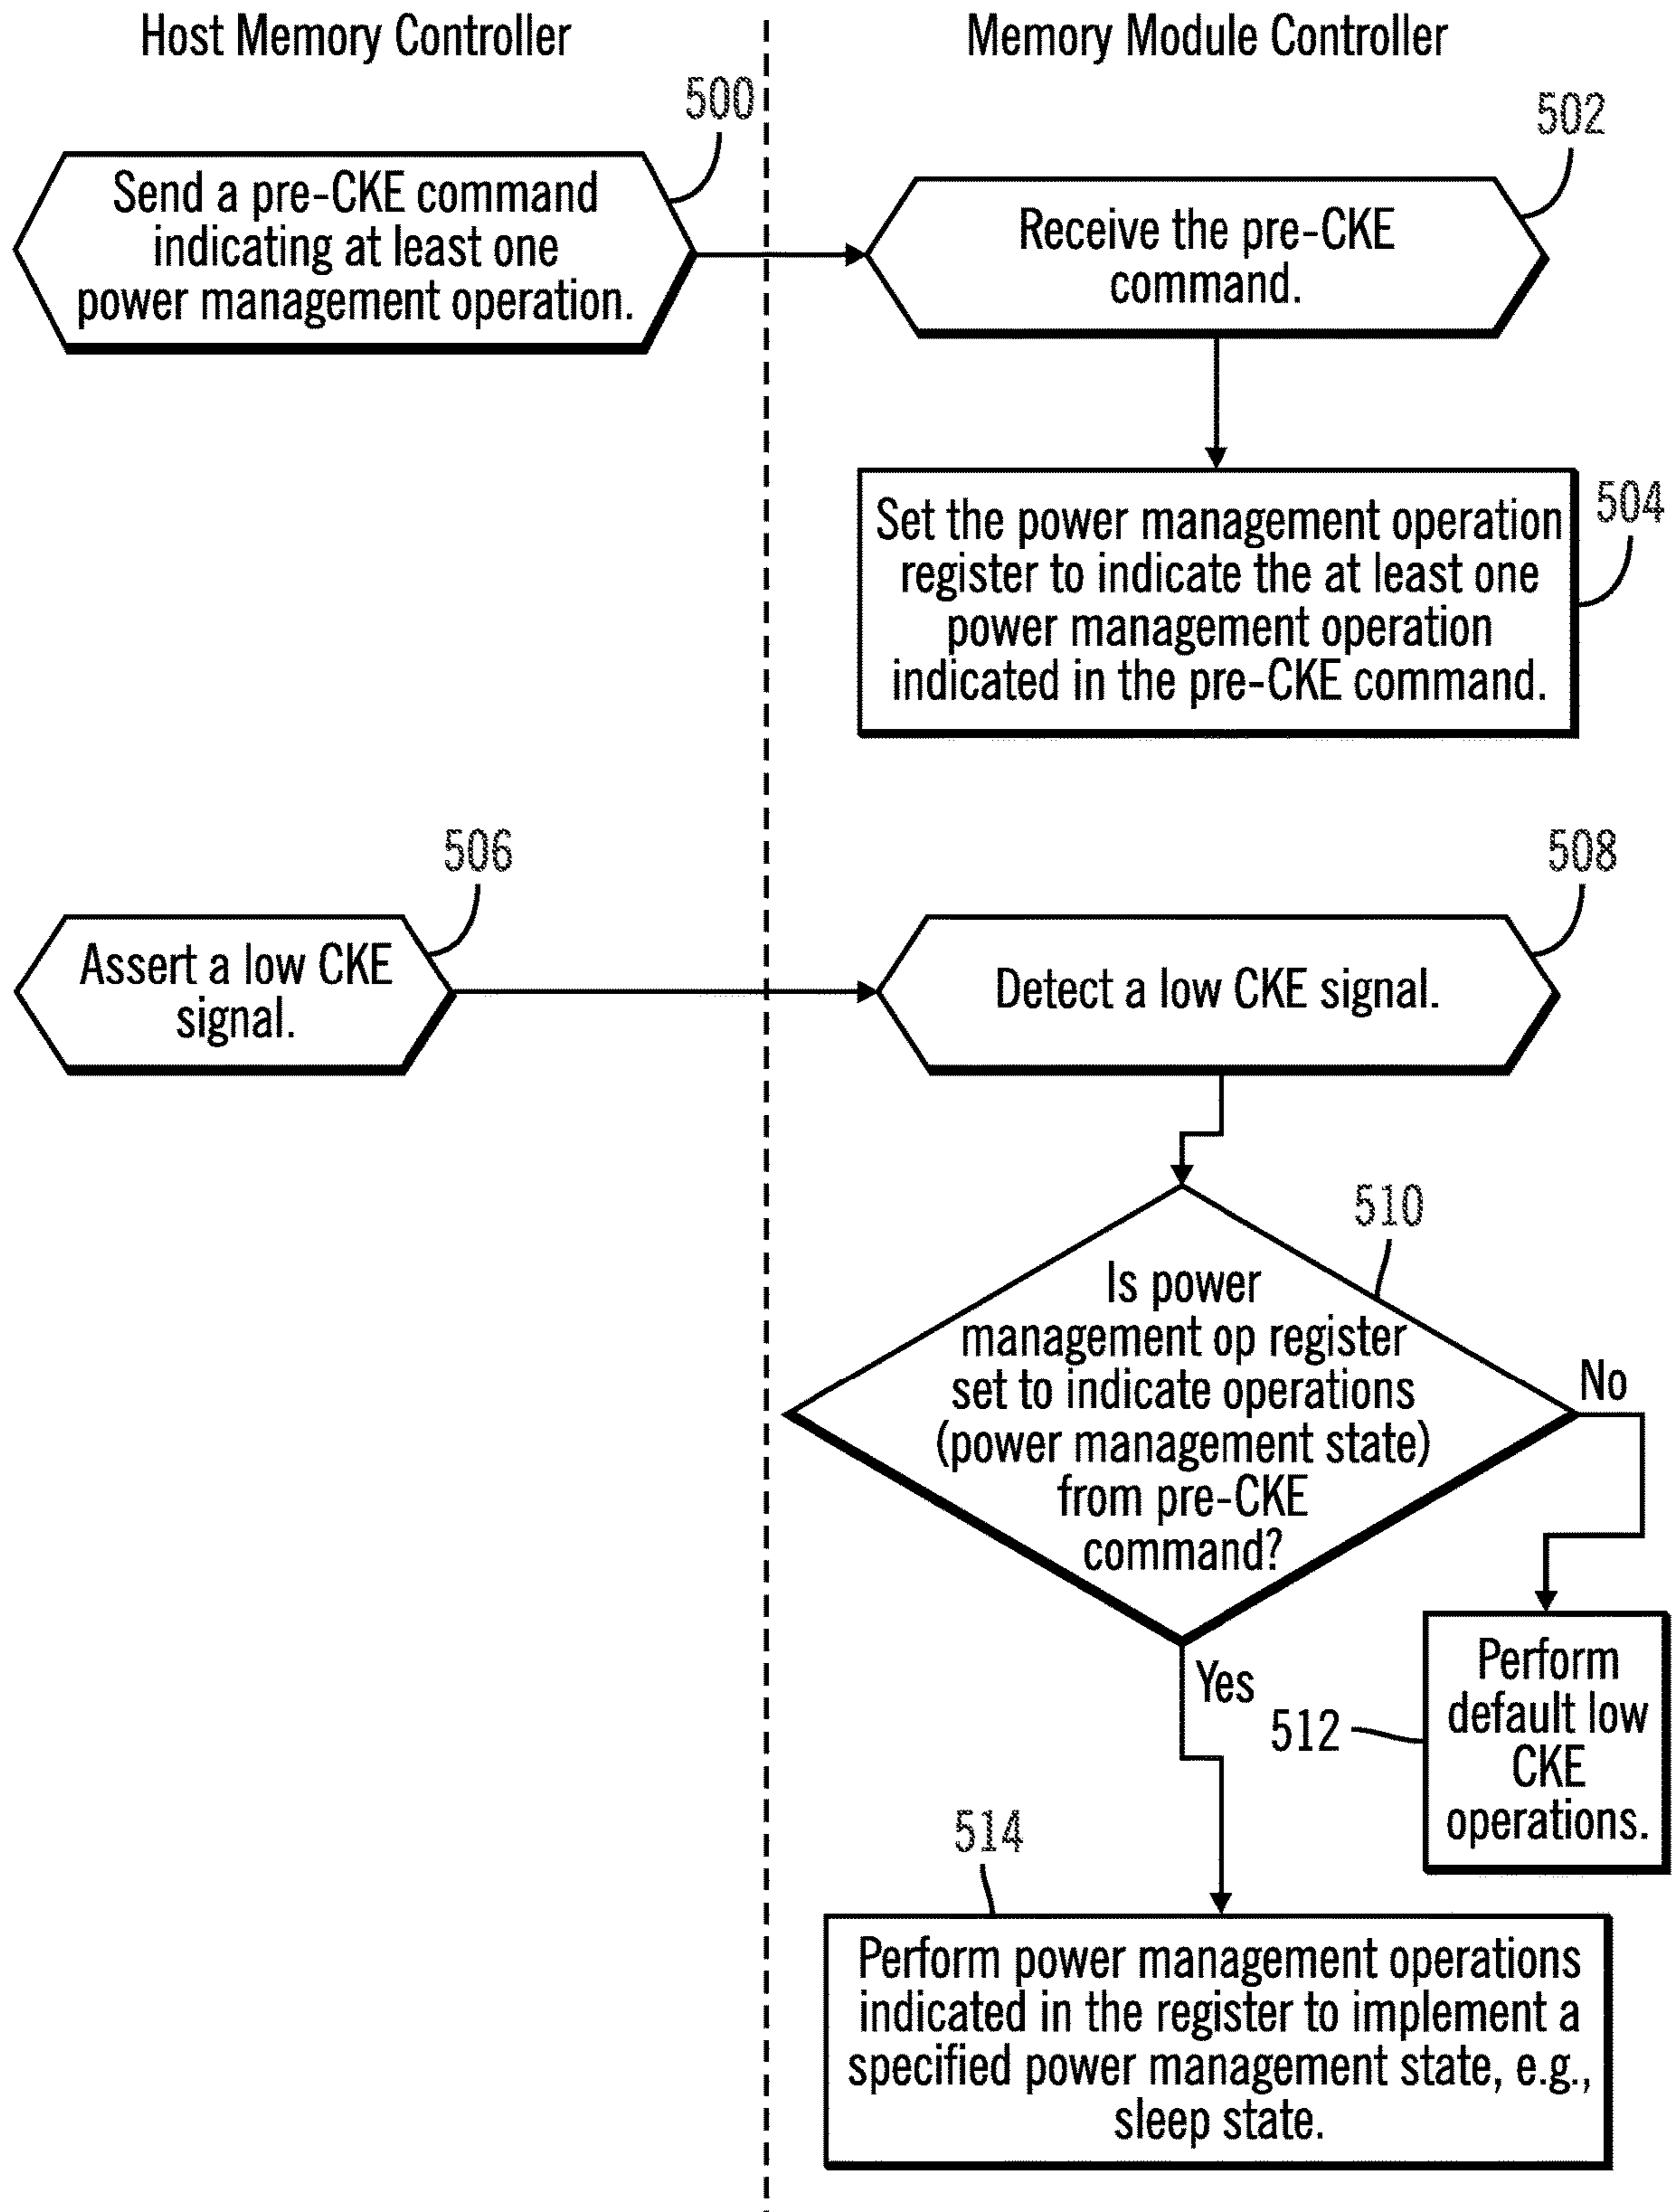 Host Memory Controller
Memory Module Controller
500
Send a pre-CKE command
indicating at least one
power management operation.
502
Receive the pre-CKE
command.
504
Set the power management operation
register to indicate the at least one
power management operation
indicated in the pre-CKE command.
506
Assert a low CKE
signal.
508
Detect a low CKE signal.
510
Is power
management op register
set to indicate operations
(power management state)
from pre-CKE
command?
No
Yes
512
Perform
default low
CKE
operations.
514
Perform power management operations
indicated in the register to implement a
specified power management state, e.g.,
sleep state.